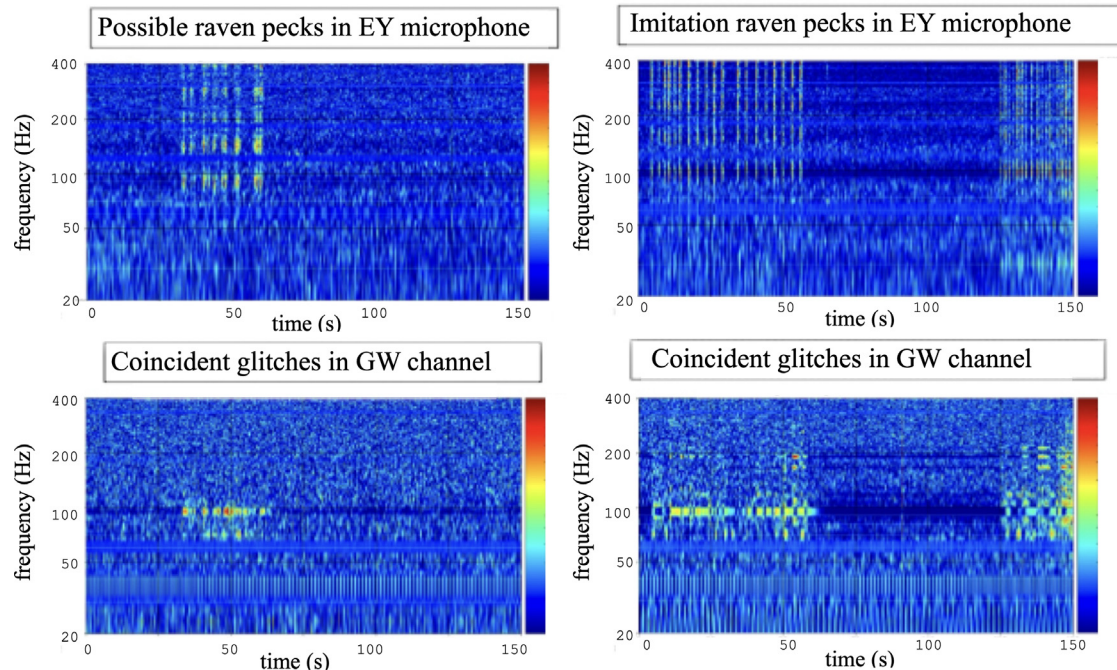 Possible raven pecks in EY microphone
400
200
100
50
20
frequency (Hz)
0 50 100 150
time (s)
Imitation raven pecks in EY microphone
400
200
100
50
20
frequency (Hz)
0 50 100 150
time (s)
Coincident glitches in GW channel
400
200
100
50
20
frequency (Hz)
0 50 100 150
time (s)
Coincident glitches in GW channel
400
200
100
50
20
frequency (Hz)
0 50 100 150
time (s)